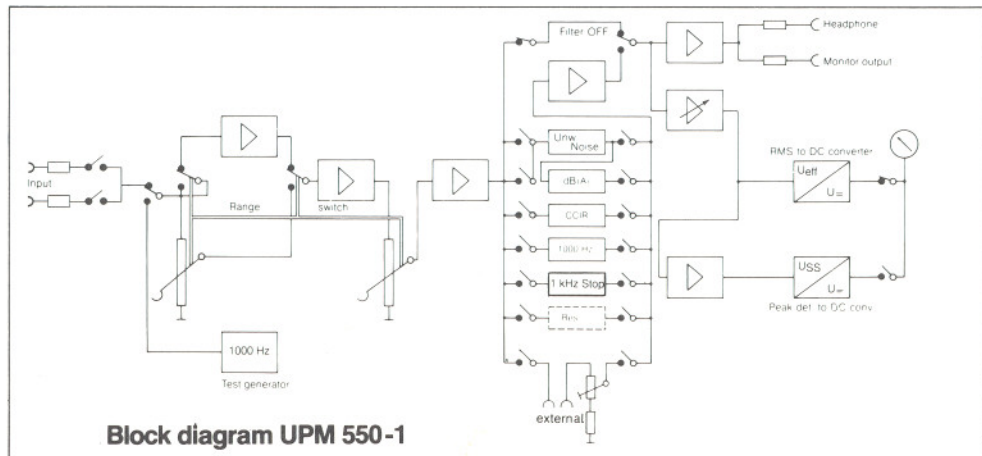 Filter OFF
Headphone
Monitor output
Unw
Noise
dB(A)
CCIR
1000 Hz
1 kHz Stop
Res
external
Input
Range
switch
1000 Hz
Test generator
RMS to DC converter
Ueff
U=
USS
U=
Peak det. to DC conv.
Block diagram UPM 550-1